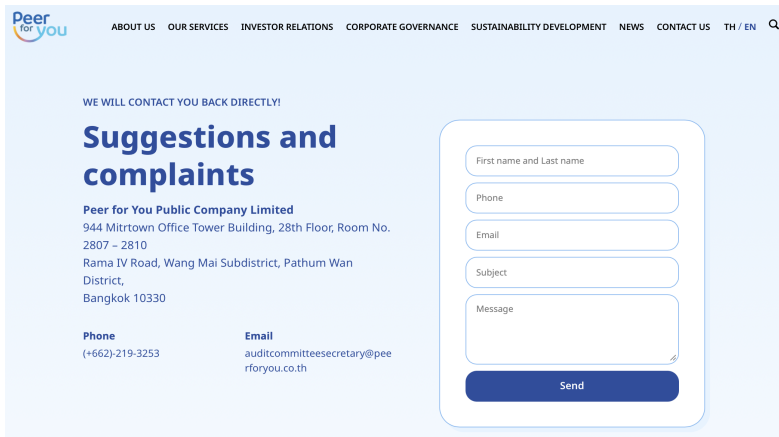 Peer
for you
ABOUT US OUR SERVICES INVESTOR RELATIONS CORPORATE GOVERNANCE SUSTAINABILITY DEVELOPMENT NEWS CONTACT US TH / EN
WE WILL CONTACT YOU BACK DIRECTLY!
Suggestions and
complaints
Peer for You Public Company Limited
944 Mitrtown Office Tower Building, 28th Floor, Room No.
2807 – 2810
Rama IV Road, Wang Mai Subdistrict, Pathum Wan
District,
Bangkok 10330
Phone
(+662)-219-3253
Email
auditcommitteesecretary@pee
rforyou.co.th
First name and Last name
Phone
Email
Subject
Message
Send